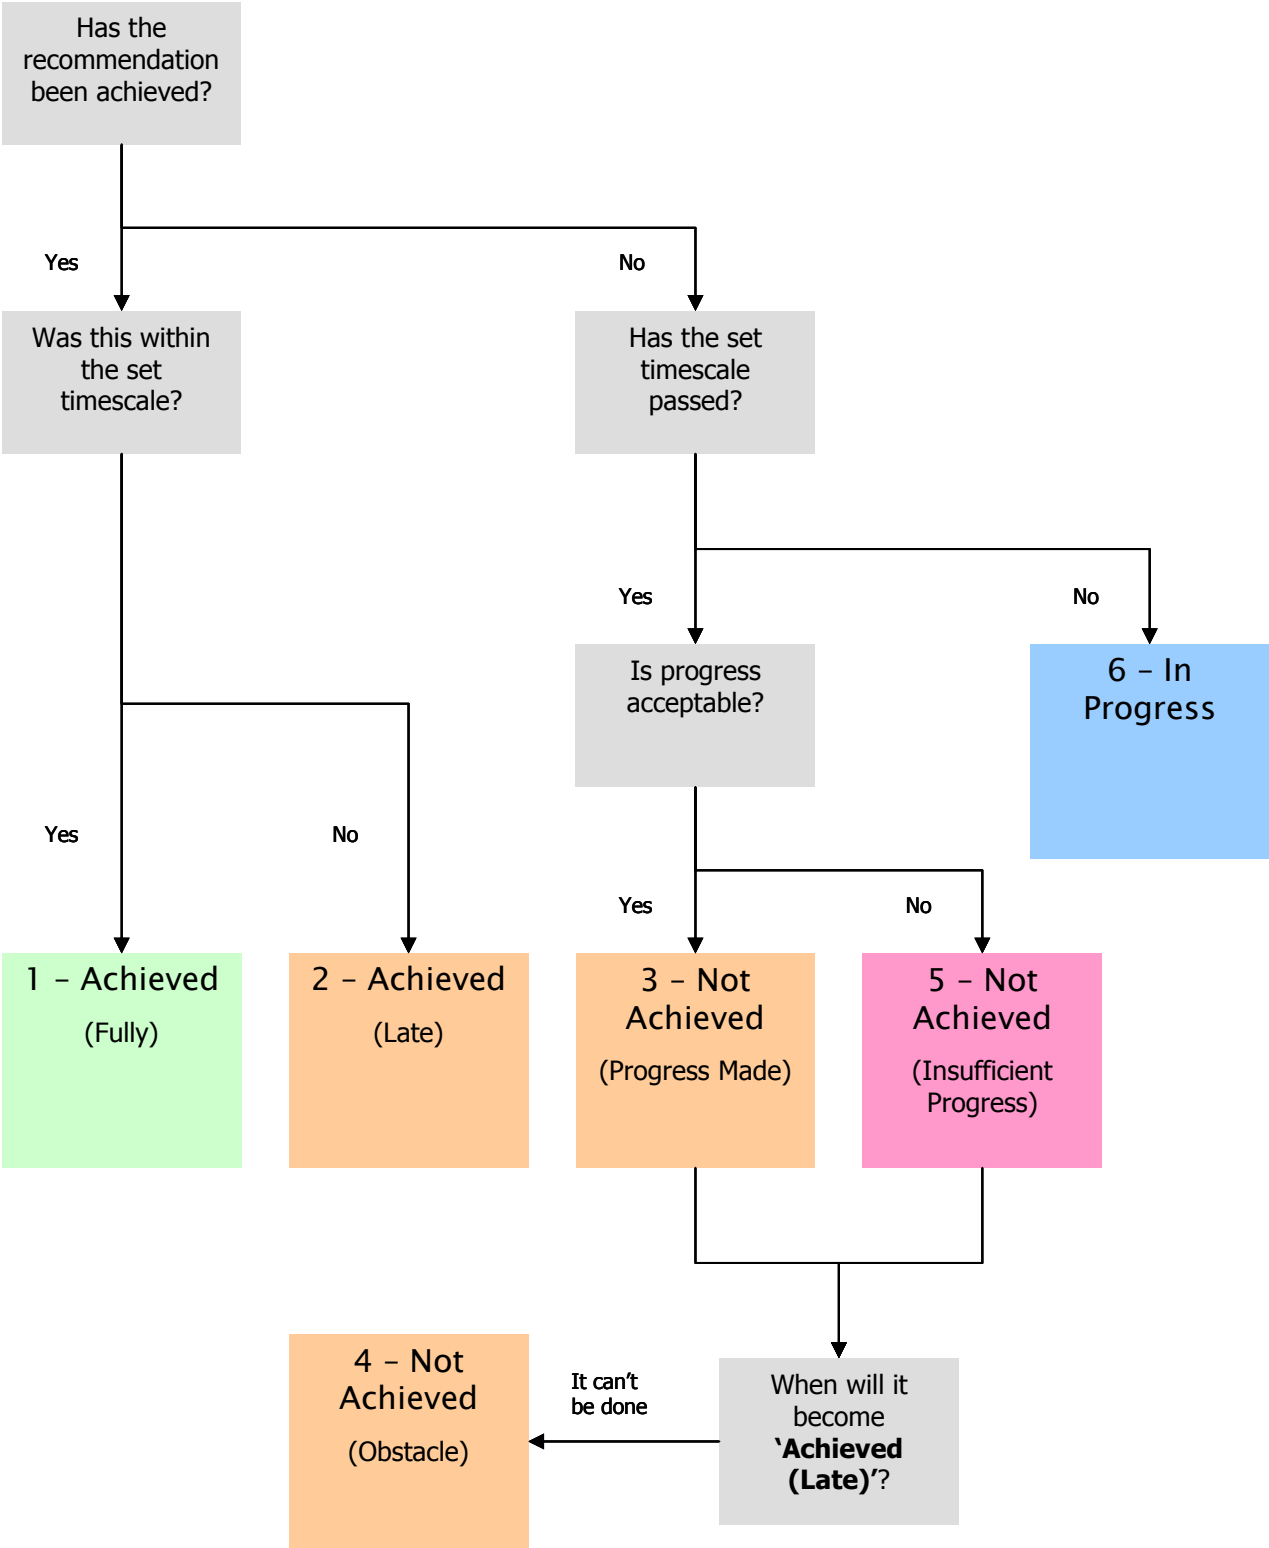 Has the
recommendation
been achieved?
Yes
No
Was this within
the set
timescale?
Has the set
timescale
passed?
Yes
No
Is progress
acceptable?
6 – In
Progress
Yes
No
Yes
No
1 – Achieved
(Fully)
2 – Achieved
(Late)
3 – Not
Achieved
(Progress Made)
5 – Not
Achieved
(Insufficient
Progress)
4 – Not
Achieved
(Obstacle)
It can’t
be done
When will it
become
‘Achieved
(Late)’?